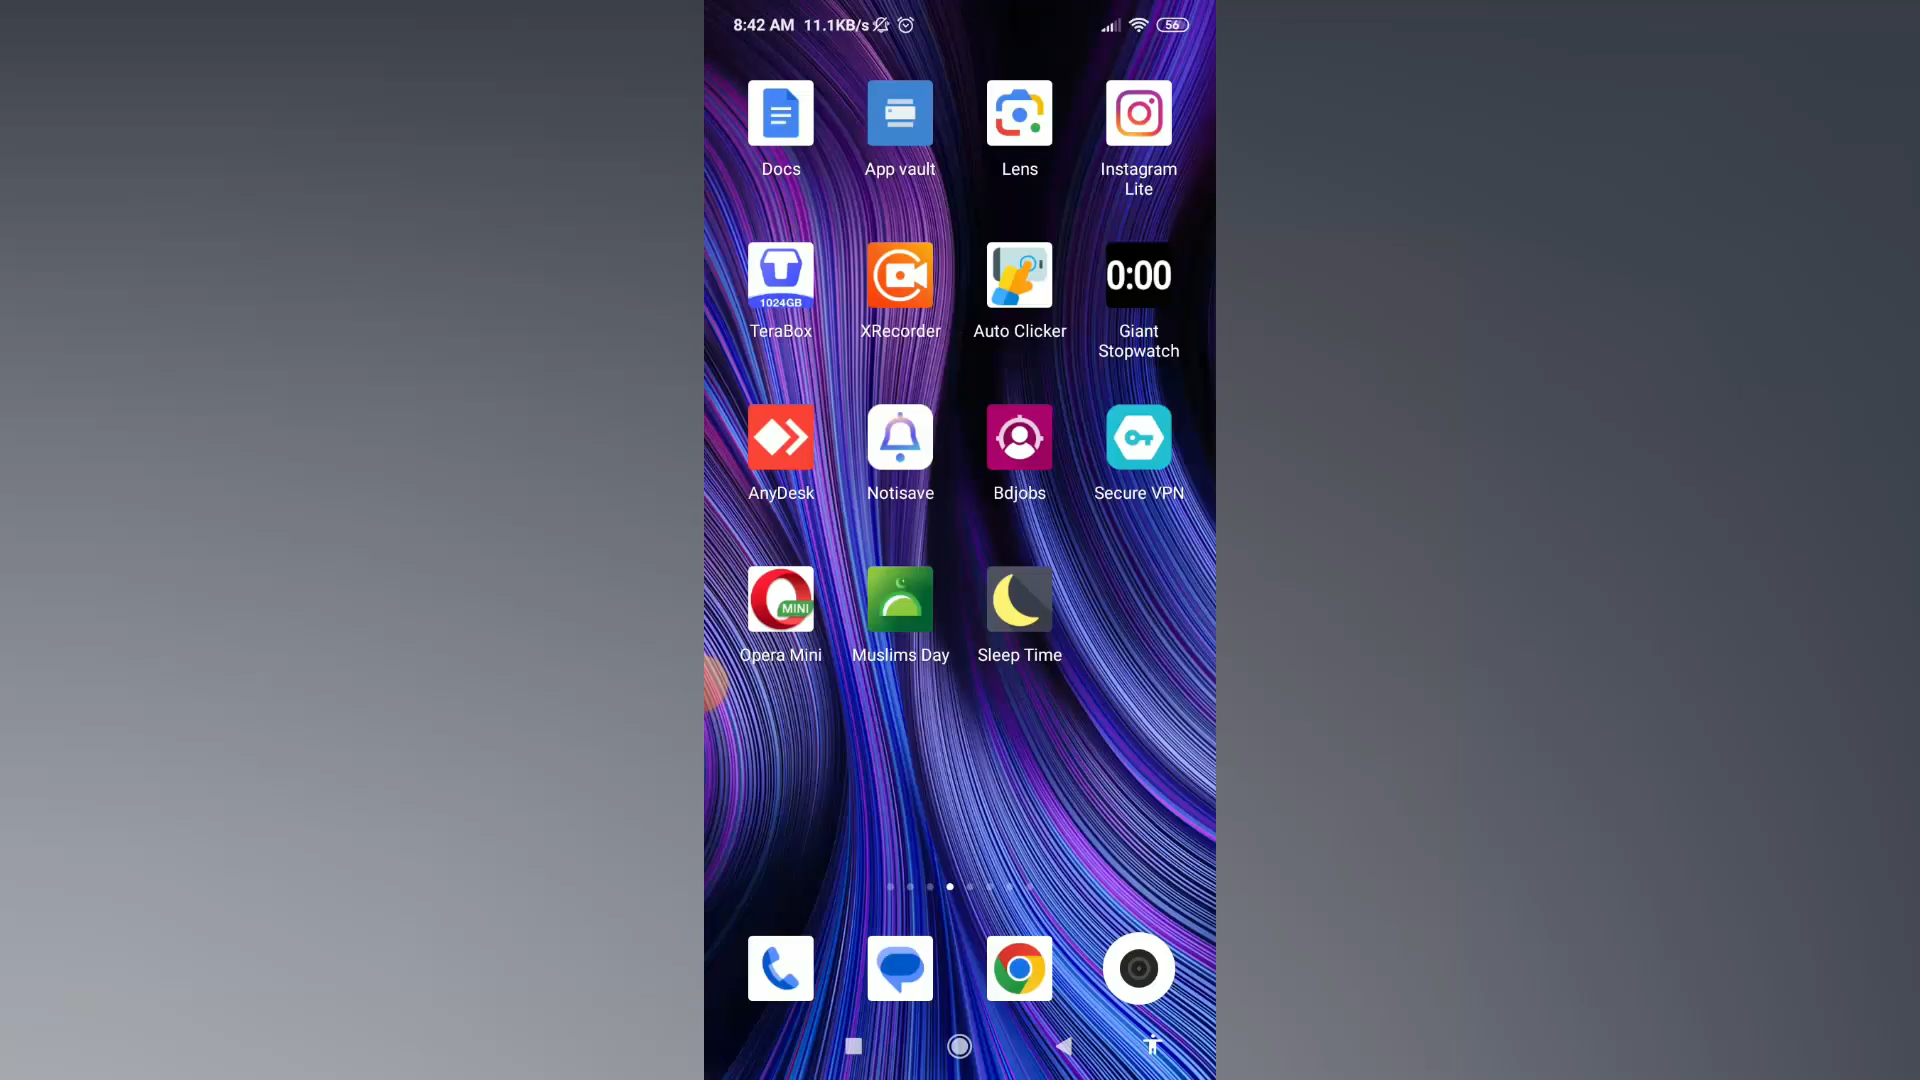 8:42 AM 11.1KB/s
56
Docs
App vault
Lens
Instagram
Lite
1024GB
0:00
TeraBox
XRecorder
Auto Clicker
Giant
Stopwatch
AnyDesk
Notisave
Bdjobs
Secure VPN
MINI
Opera Mini
Muslims Day
Sleep Time